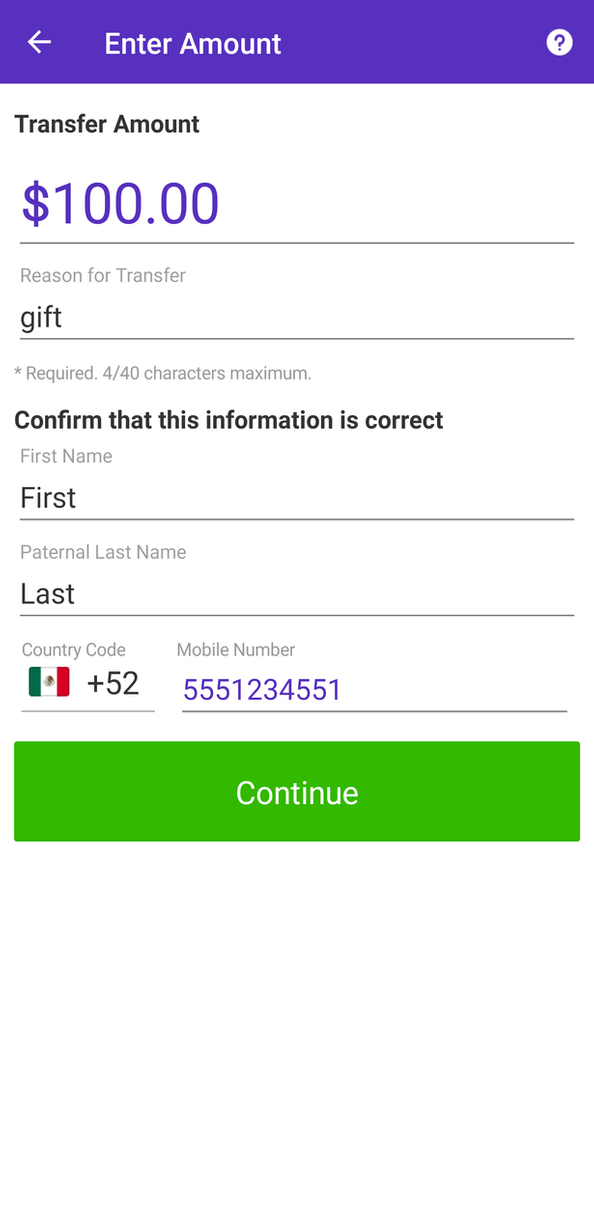 Enter Amount
Transfer Amount
$100.00
Reason for Transfer
gift
* Required. 4/40 characters maximum.
Confirm that this information is correct
First Name
First
Paternal Last Name
Last
Country Code Mobile Number
+52 5551234551
Continue